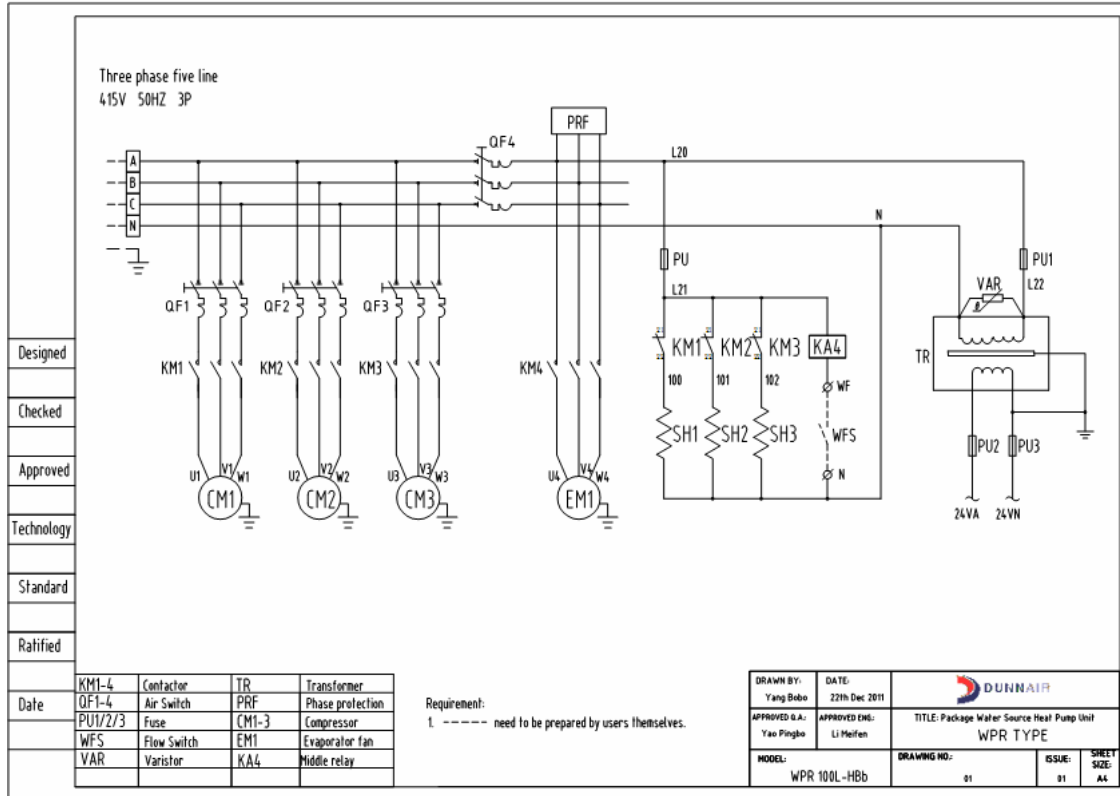 Three phase five line
415V 50HZ 3P
PRF
QF4
A
B
C
N
L20
N
PU
PU1
L22
VAR
L21
QF1
QF2
QF3
KM1
KM2
KM3
KM4
KM1
KM2
KM3
KA4
TR
100
101
102
WF
SH1
SH2
SH3
WFS
N
PU2
PU3
24VA
24VN
U1
V1
W1
U2
V2
W2
U3
V3
W3
U4
V4
W4
CM1
CM2
CM3
EM1
Designed
Checked
Approved
Technology
Standard
Ratified
Date
KM1-4 Contactor TR Transformer
QF1-4 Air Switch PRF Phase protection
PU1/2/3 Fuse CM1-3 Compressor
WFS Flow Switch EM1 Evaporator fan
VAR Varistor KA4 Middle relay
Requirement:
1. ------ need to be prepared by users themselves.
DRAWN BY: DATE:
Yang Bobo 22th Dec 2011
DUNNAIR
APPROVED Q.A.: APPROVED ENG.:
Yao Pingbo Li Meifen
TITLE: Package Water Source Heat Pump Unit
WPR TYPE
MODEL:
WPR 100L-HBb
DRAWING NO.:
01
ISSUE:
01
SHEET SIZE:
A4